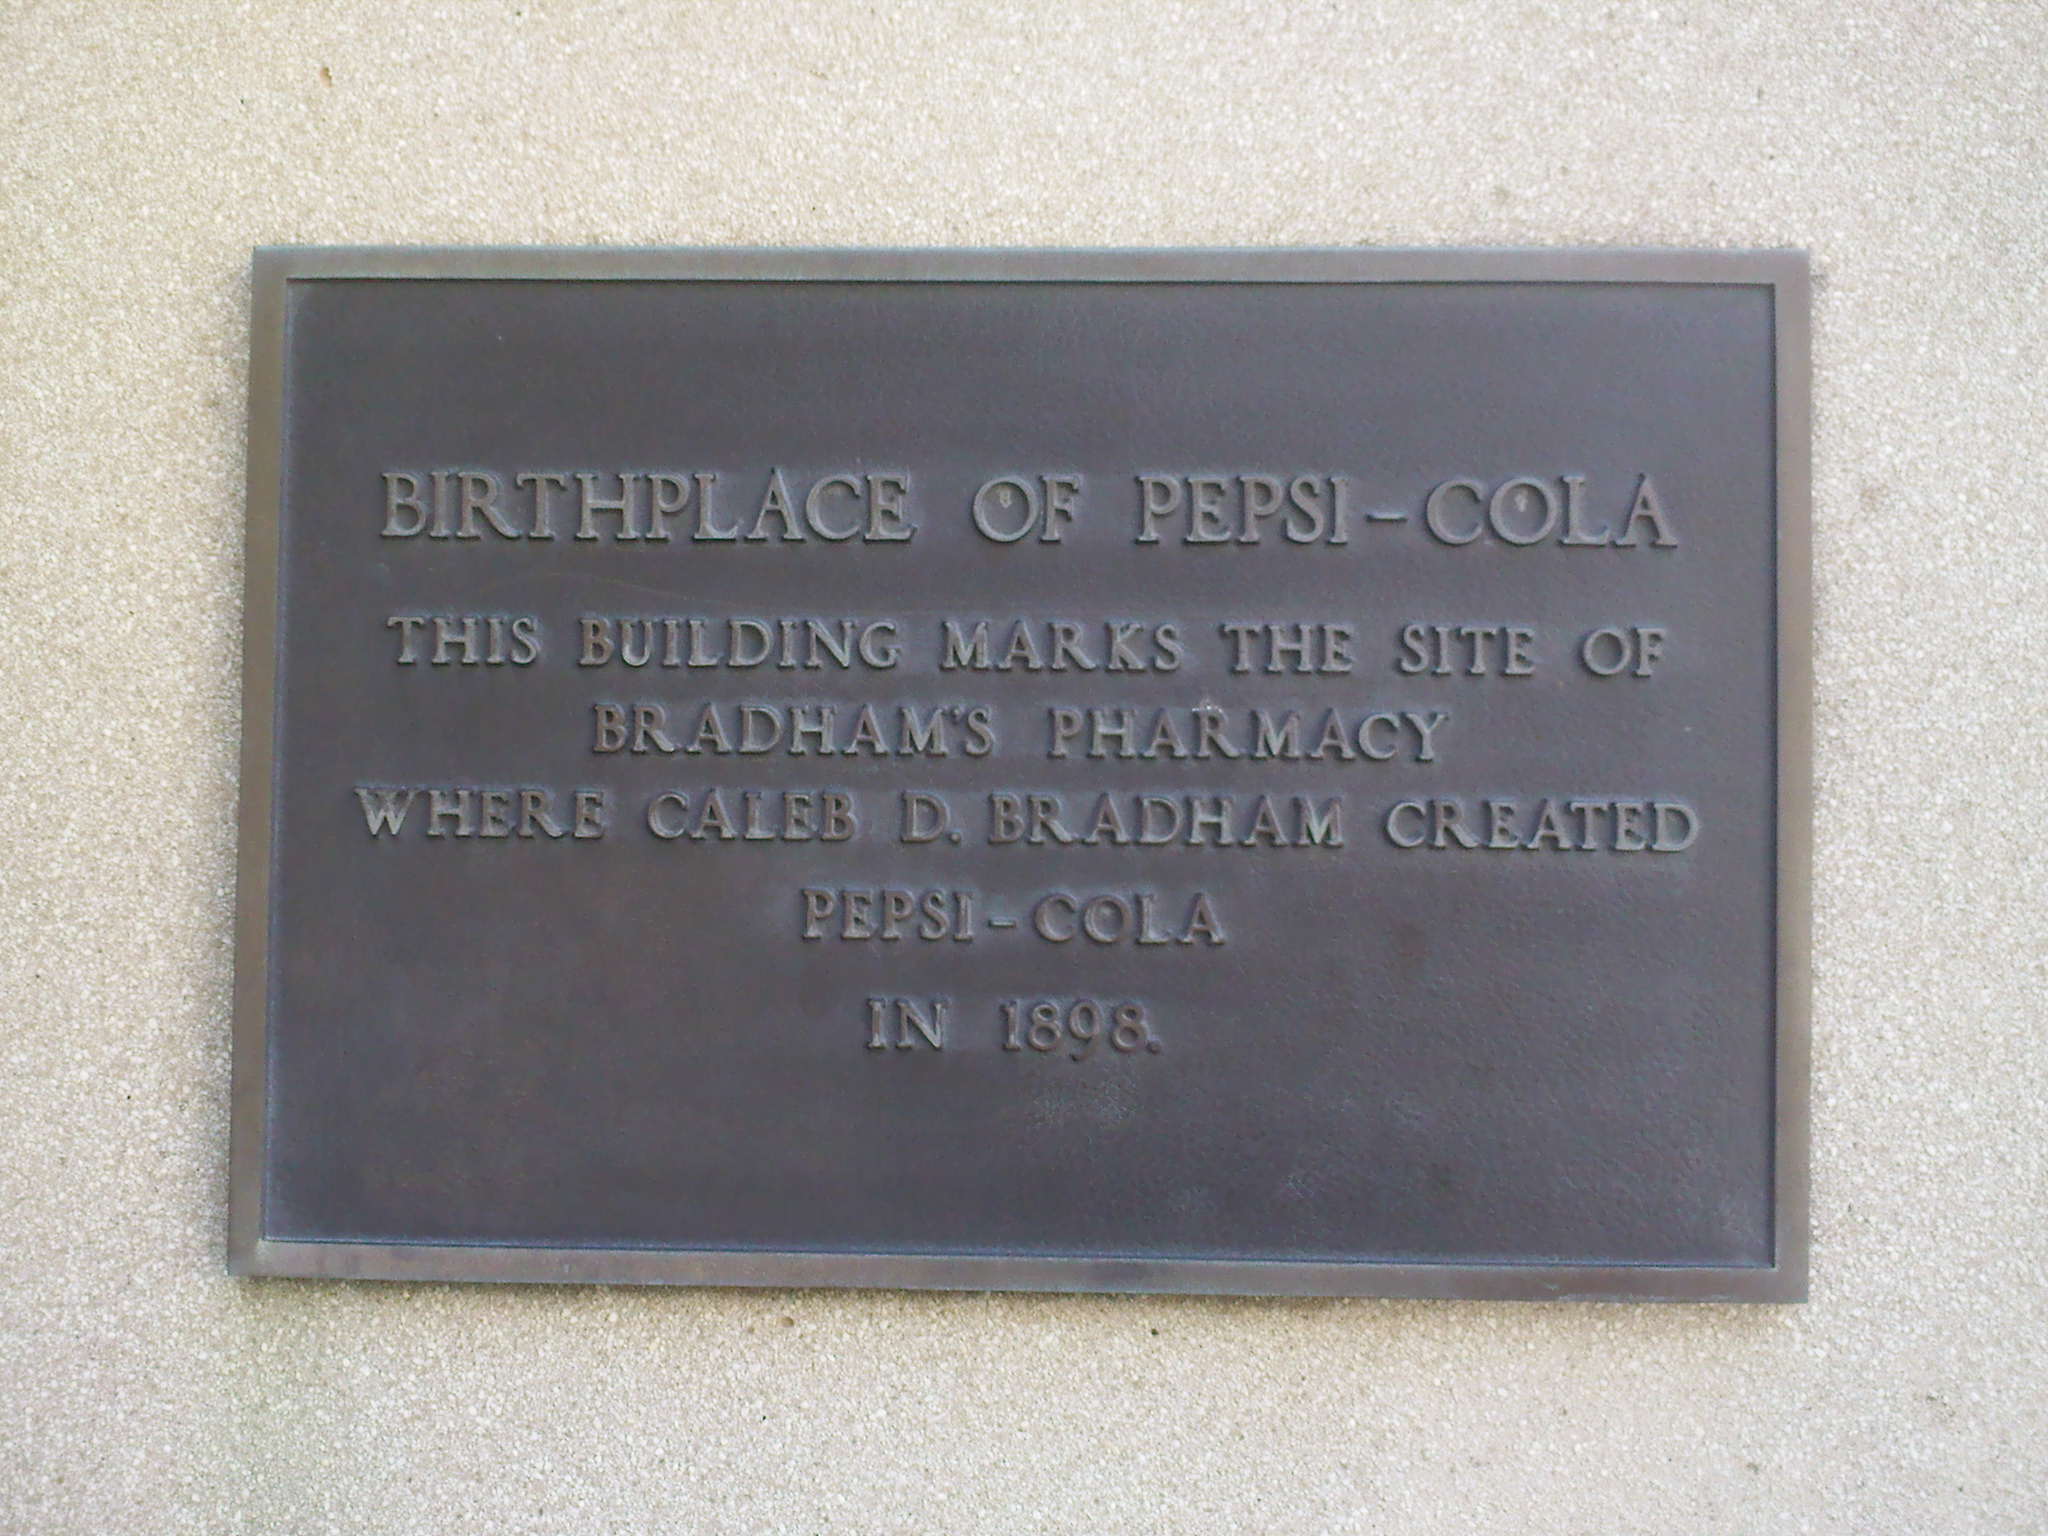 BIRTHPLACE OF PEPSI-COLA
THIS BUILDING MARKS THE SITE OF
BRADHAM'S PHARMACY
WHERE CALEB D. BRADHAM CREATED
PEPSI-COLA
IN 1898.